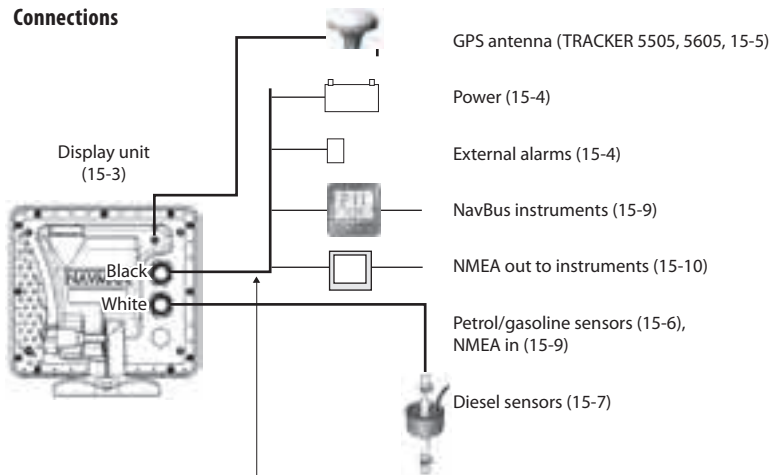 Connections
GPS antenna (TRACKER 5505, 5605, 15-5)
Power (15-4)
Display unit
(15-3)
External alarms (15-4)
NavBus instruments (15-9)
Black
NMEA out to instruments (15-10)
White
Petrol/gasoline sensors (15-6),
NMEA in (15-9)
Diesel sensors (15-7)